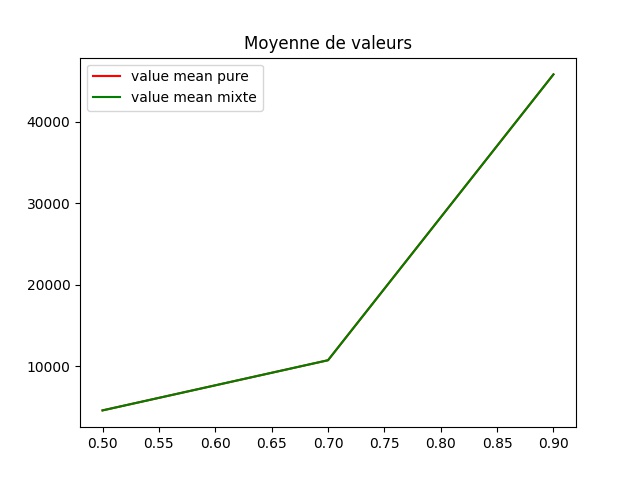 Moyenne de valeurs
value mean pure
value mean mixte
40000
30000
20000
10000
0.50 0.55 0.60 0.65 0.70 0.75 0.80 0.85 0.90